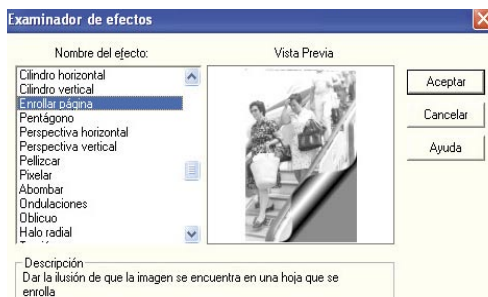 Examinador de efectos
Nombre del efecto:
Vista Previa
Cilindro horizontal
Cilindro vertical
Enrollar página
Pentágono
Perspectiva horizontal
Perspectiva vertical
Pellizcar
Pixelar
Abombar
Ondulaciones
Oblicuo
Halo radial
Aceptar
Cancelar
Ayuda
Descripción
Dar la ilusión de que la imagen se encuentra en una hoja que se
enrolla